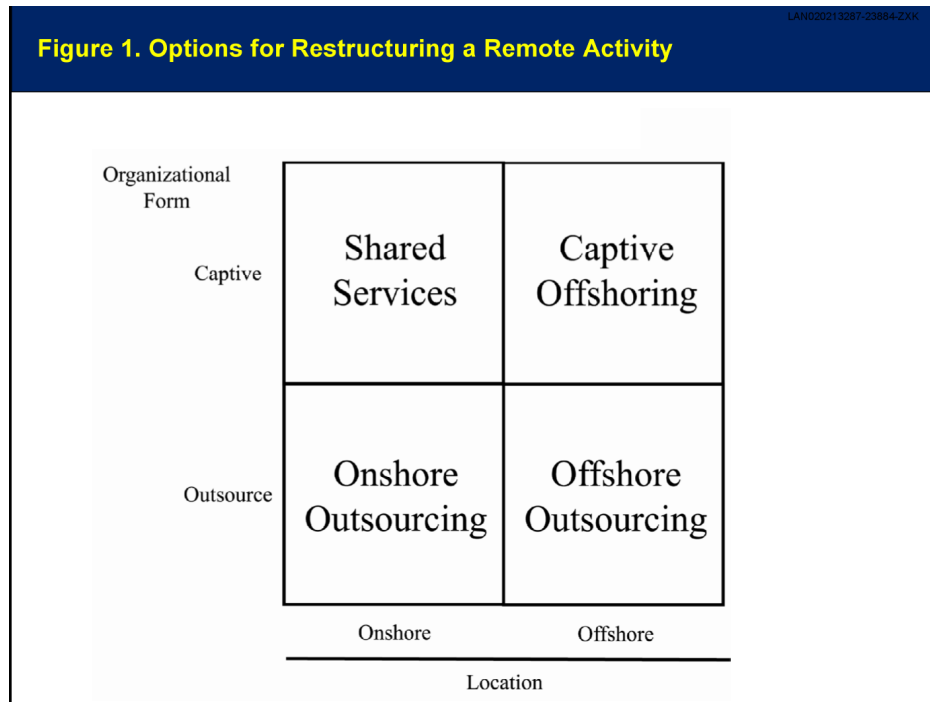 LAN020213287-23884-ZXK
Figure 1. Options for Restructuring a Remote Activity
Organizational
Form
Captive
Shared
Services
Captive
Offshoring
Outsource
Onshore
Outsourcing
Offshore
Outsourcing
Onshore
Offshore
Location